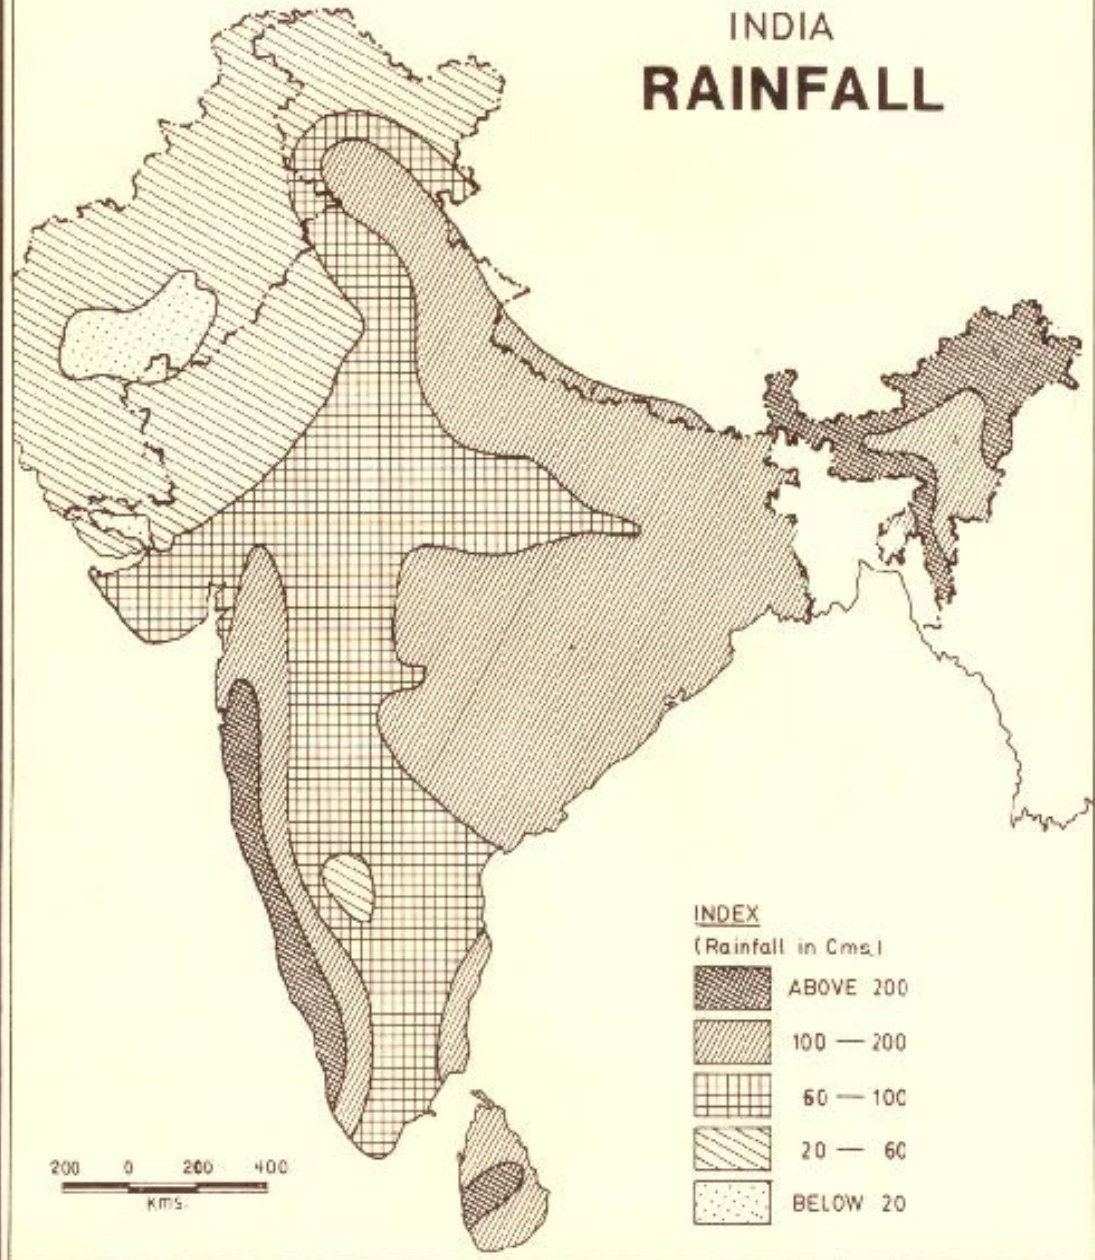 INDIA
RAINFALL
INDEX
(Rainfall in Cms.)
ABOVE 200
100 — 200
60 — 100
20 — 60
BELOW 20
200 0 200 400
Kms.